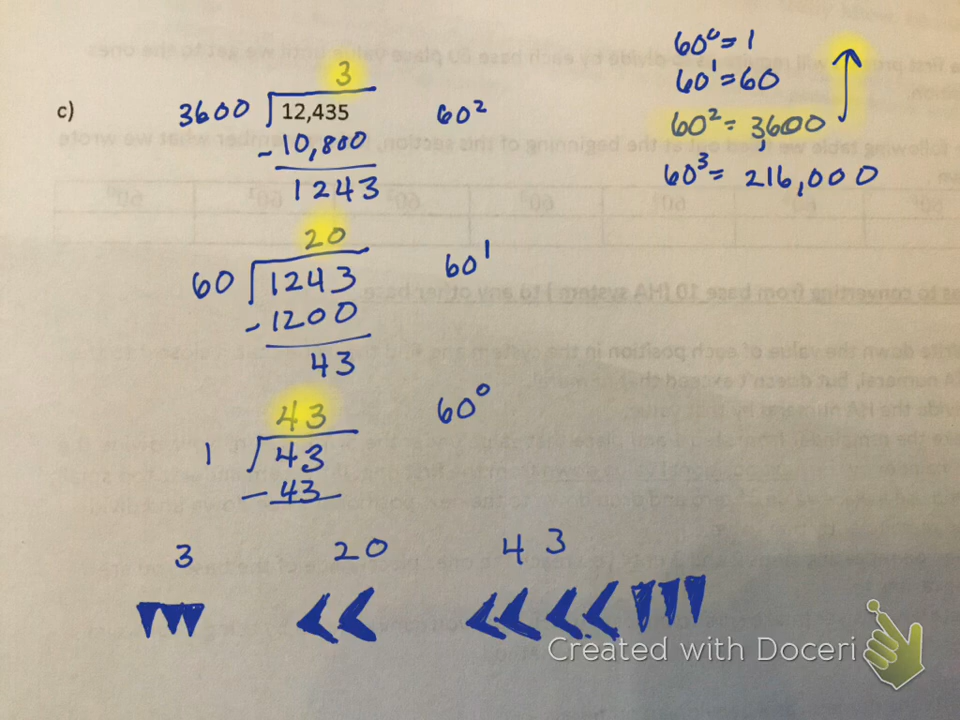 60⁰ = 1
60¹ = 60
60² = 3600
60³ = 216,000
3
c) 3600 12,435 60²
- 10,800
1243
20
60 1243 60¹
- 1200
43
43
1 43 60⁰
- 43
3 20 43
Created with Doceri